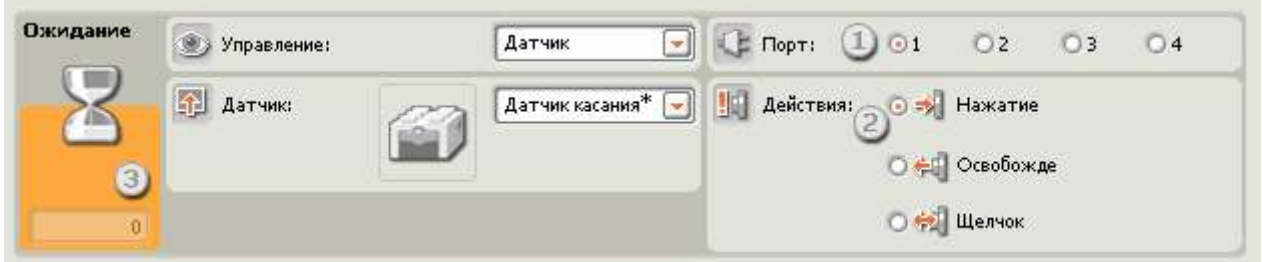 Ожидание
Управление:
Датчик
Порт:
1
1
2
3
4
Датчик:
Датчик касания*
Действия:
2
Нажатие
Освобожде
Щелчок
3
0